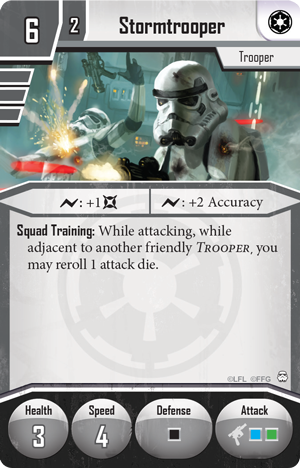 6
2
Stormtrooper
Trooper
: +1
: +2 Accuracy
Squad Training: While attacking, while
adjacent to another friendly TROOPER, you
may reroll 1 attack die.
©LFL ©FFG
Health
Speed
Defense
Attack
3
4